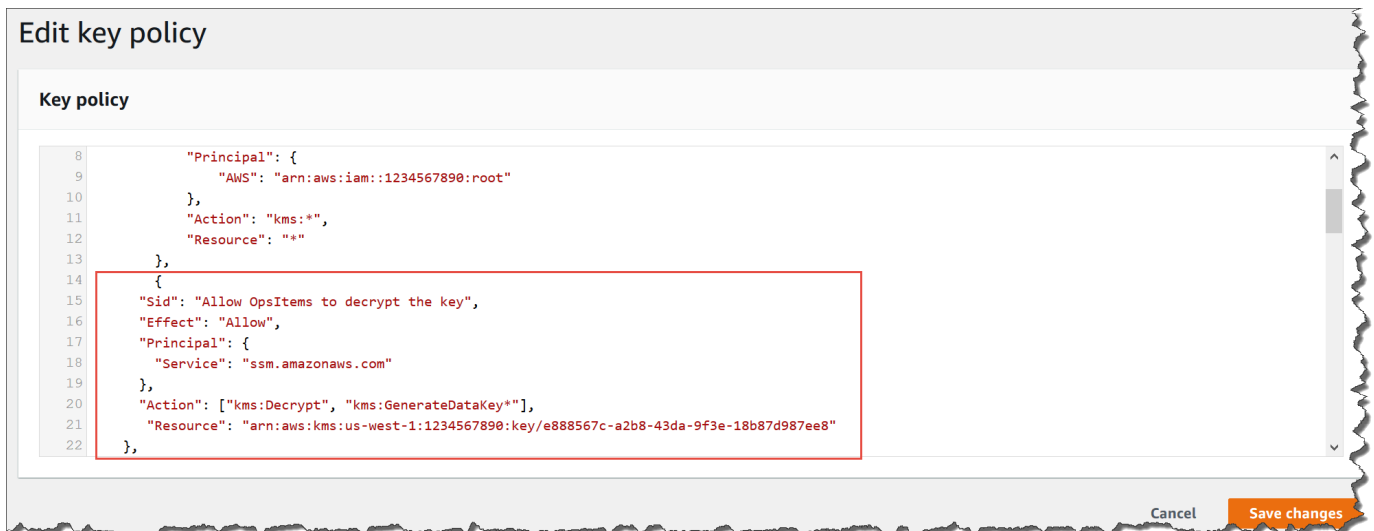 Edit key policy
Key policy
8 "Principal": {
9 "AWS": "arn:aws:iam::1234567890:root"
10 },
11 "Action": "kms:*",
12 "Resource": "*"
13 },
14 {
15 "Sid": "Allow OpsItems to decrypt the key",
16 "Effect": "Allow",
17 "Principal": {
18 "Service": "ssm.amazonaws.com"
19 },
20 "Action": ["kms:Decrypt", "kms:GenerateDataKey*"],
21 "Resource": "arn:aws:kms:us-west-1:1234567890:key/e888567c-a2b8-43da-9f3e-18b87d987ee8"
22 },
Cancel Save changes